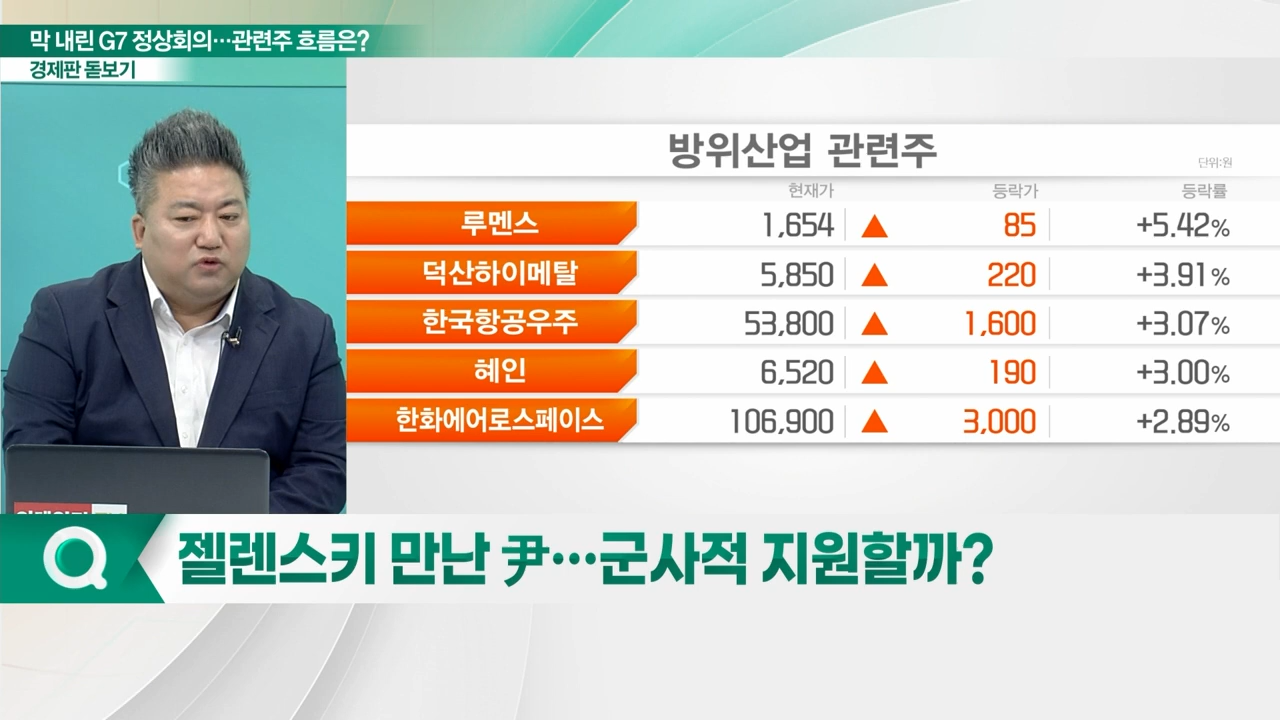 막 내린 G7 정상회의…관련주 흐름은?
경제판 돋보기
방위산업 관련주
단위:원
현재가 등락가 등락률
루멘스 1,654 ▲ 85 +5.42%
덕산하이메탈 5,850 ▲ 220 +3.91%
한국항공우주 53,800 ▲ 1,600 +3.07%
혜인 6,520 ▲ 190 +3.00%
한화에어로스페이스 106,900 ▲ 3,000 +2.89%
Q 젤렌스키 만난 尹…군사적 지원할까?